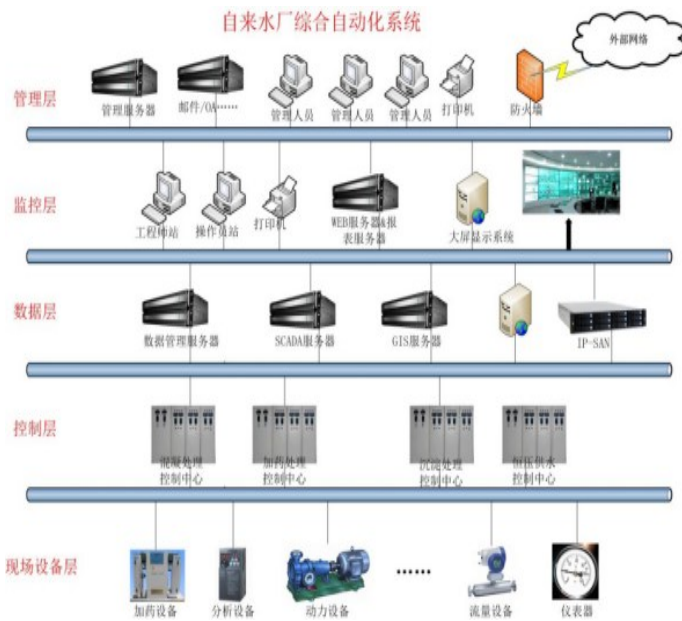 自来水厂综合自动化系统
外部网络
管理层
管理服务器
邮件/OA……
管理人员
管理人员
管理人员
打印机
防火墙
监控层
工程师站
操作员站
打印机
WEB服务器&报
表服务器
大屏显示系统
数据层
数据管理服务器
SCADA服务器
GIS服务器
IP-SAN
控制层
混凝处理
控制中心
加药处理
控制中心
沉淀处理
控制中心
恒压供水
控制中心
现场设备层
加药设备
分析设备
动力设备
……
流量设备
仪表器